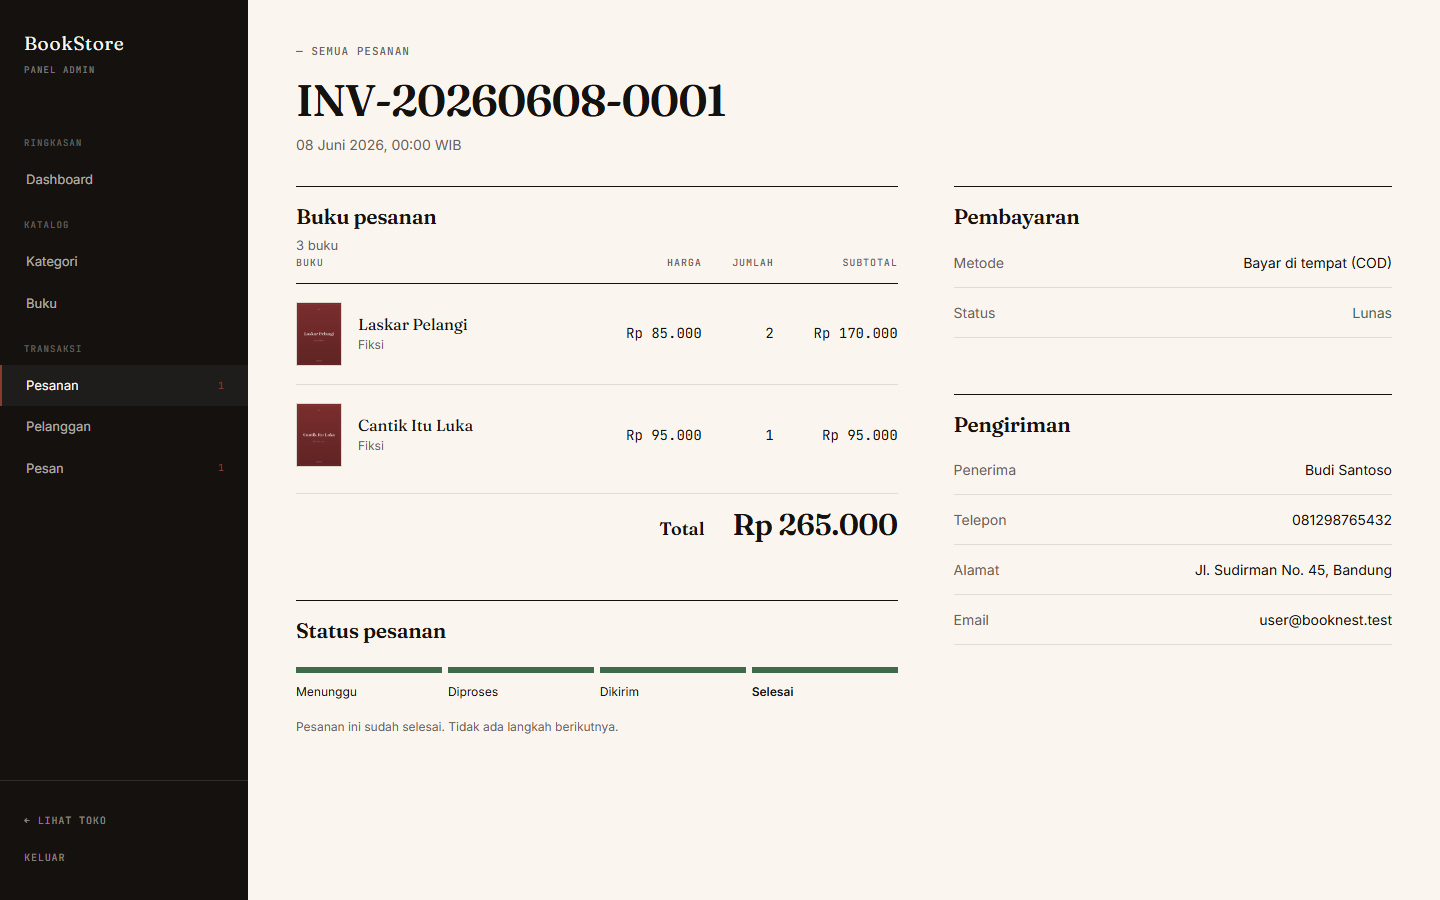 BookStore
PANEL ADMIN
RINGKASAN
Dashboard
KATALOG
Kategori
Buku
TRANSAKSI
Pesanan 1
Pelanggan
Pesan 1
← LIHAT TOKO
KELUAR
— SEMUA PESANAN
INV-20260608-0001
08 Juni 2026, 00:00 WIB
Buku pesanan
3 buku
BUKU HARGA JUMLAH SUBTOTAL
Laskar Pelangi
Laskar Pelangi Rp 85.000 2 Rp 170.000
Fiksi
Cantik Itu Luka
Cantik Itu Luka Rp 95.000 1 Rp 95.000
Fiksi
Total Rp 265.000
Status pesanan
Menunggu Diproses Dikirim Selesai
Pesanan ini sudah selesai. Tidak ada langkah berikutnya.
Pembayaran
Metode Bayar di tempat (COD)
Status Lunas
Pengiriman
Penerima Budi Santoso
Telepon 081298765432
Alamat Jl. Sudirman No. 45, Bandung
Email user@booknest.test